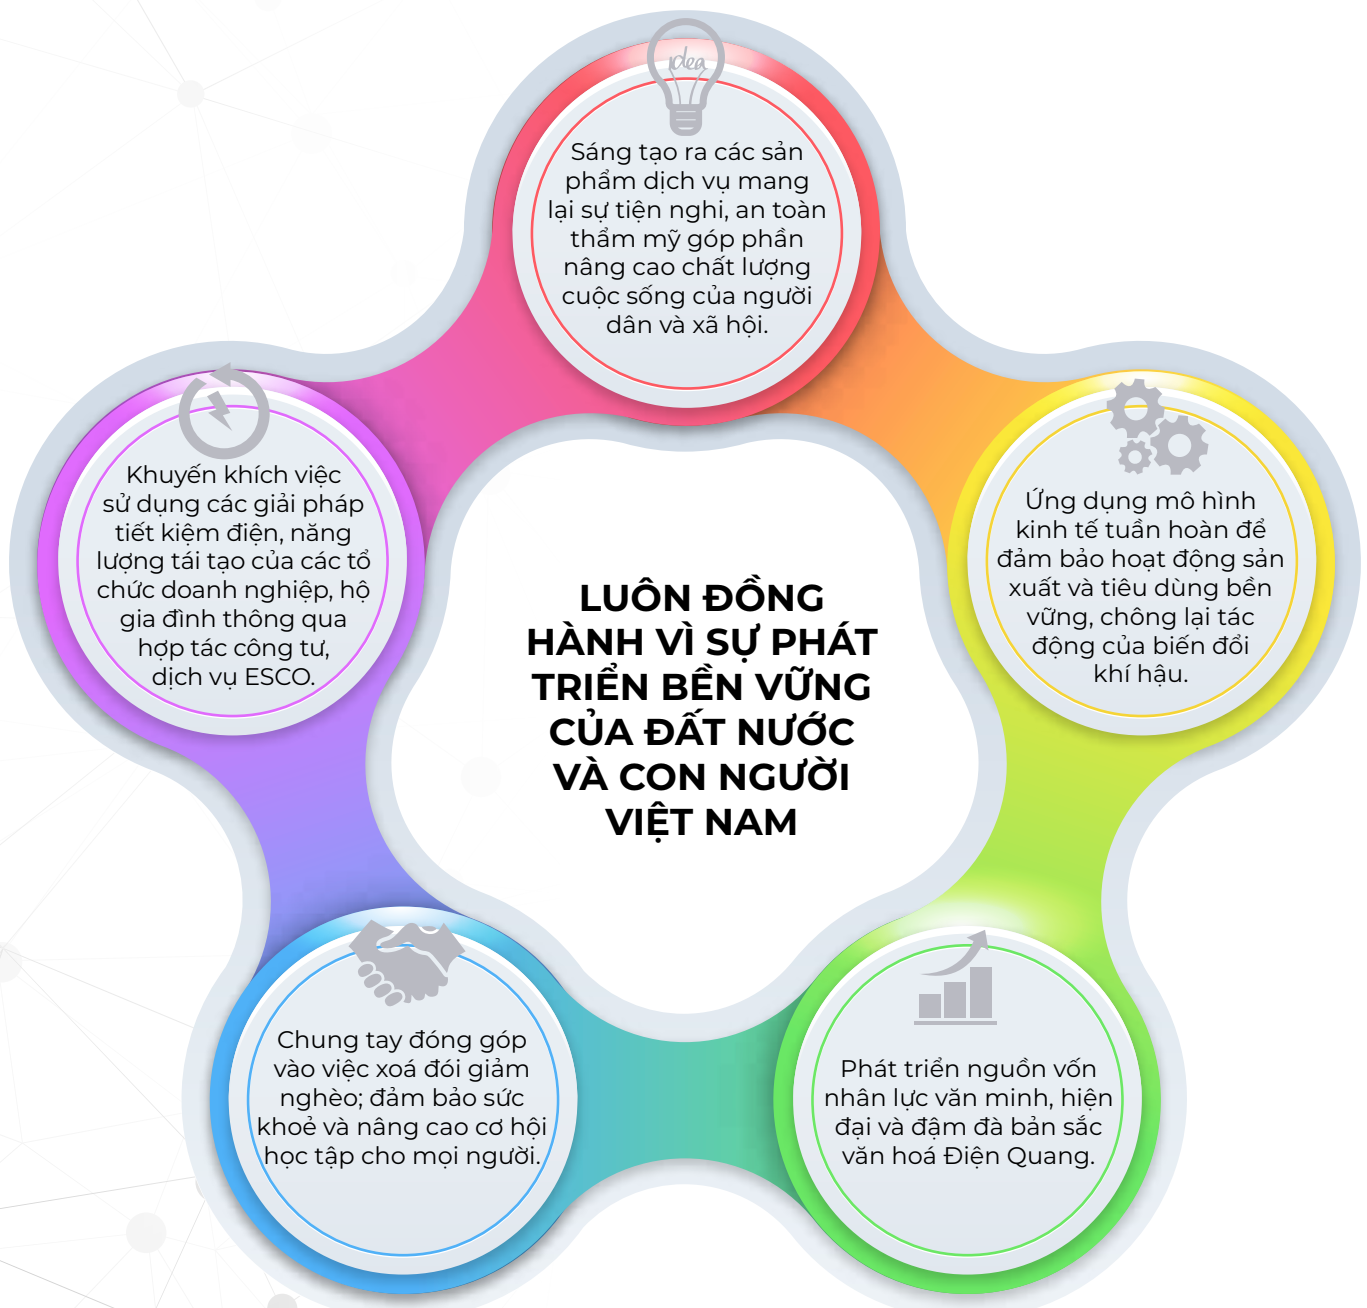 idea
Sáng tạo ra các sản
phẩm dịch vụ mang
lại sự tiện nghi, an toàn
thẩm mỹ góp phần
nâng cao chất lượng
cuộc sống của người
dân và xã hội.
Khuyến khích việc
sử dụng các giải pháp
tiết kiệm điện, năng
lượng tái tạo của các tổ
chức doanh nghiệp, hộ
gia đình thông qua
hợp tác công tư,
dịch vụ ESCO.
Ứng dụng mô hình
kinh tế tuần hoàn để
đảm bảo hoạt động sản
xuất và tiêu dùng bền
vững, chông lại tác
động của biến đổi
khí hậu.
LUÔN ĐỒNG
HÀNH VÌ SỰ PHÁT
TRIỂN BỀN VỮNG
CỦA ĐẤT NƯỚC
VÀ CON NGƯỜI
VIỆT NAM
Chung tay đóng góp
vào việc xoá đói giảm
nghèo; đảm bảo sức
khoẻ và nâng cao cơ hội
học tập cho mọi người.
Phát triển nguồn vốn
nhân lực văn minh, hiện
đại và đậm đà bản sắc
văn hoá Điện Quang.